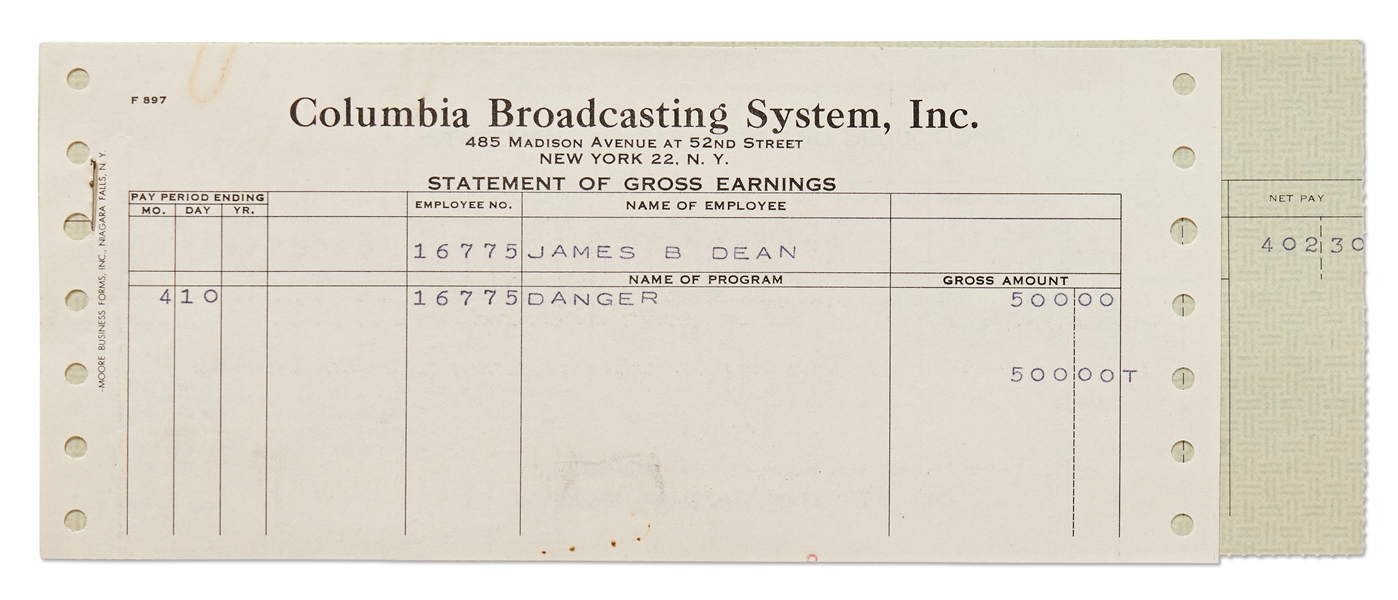 F 897
Columbia Broadcasting System, Inc.
485 MADISON AVENUE AT 52ND STREET
NEW YORK 22, N. Y.
STATEMENT OF GROSS EARNINGS
PAY PERIOD ENDING
MO. DAY YR.
EMPLOYEE NO.
NAME OF EMPLOYEE
16775 JAMES B DEAN
NAME OF PROGRAM
GROSS AMOUNT
4 10 16775 DANGER 500 00
500 00 T
NET PAY
402 30
MOORE BUSINESS FORMS, INC., NIAGARA FALLS, N. Y.